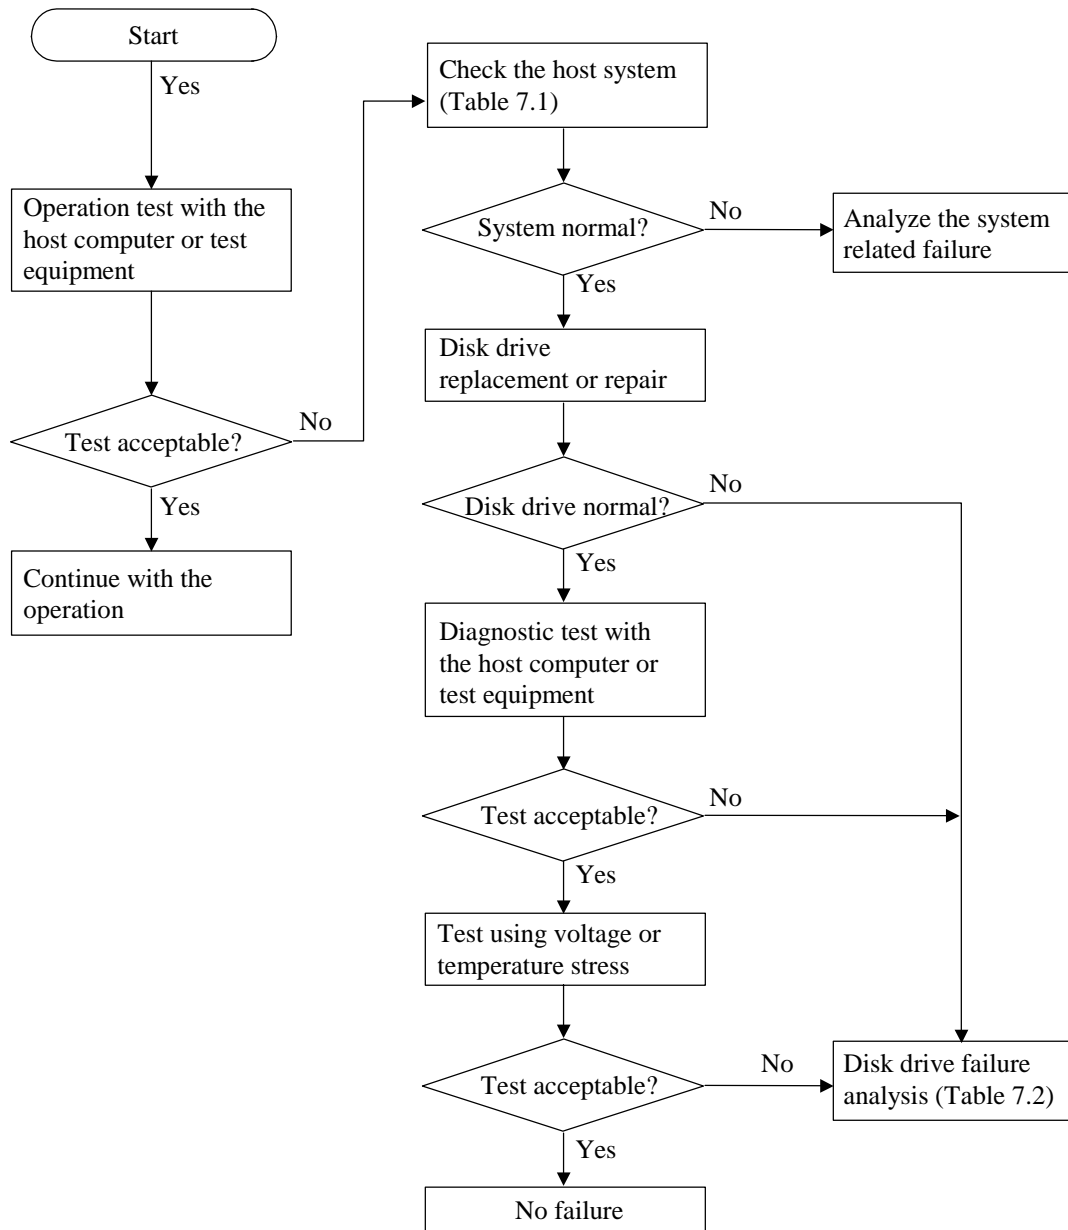 Start
Yes
Operation test with the
host computer or test
equipment
Test acceptable?
No
Yes
Continue with the
operation
Check the host system
(Table 7.1)
System normal?
No
Analyze the system
related failure
Yes
Disk drive
replacement or repair
Disk drive normal?
No
Yes
Diagnostic test with
the host computer or
test equipment
Test acceptable?
No
Yes
Test using voltage or
temperature stress
Test acceptable?
No
Disk drive failure
analysis (Table 7.2)
Yes
No failure